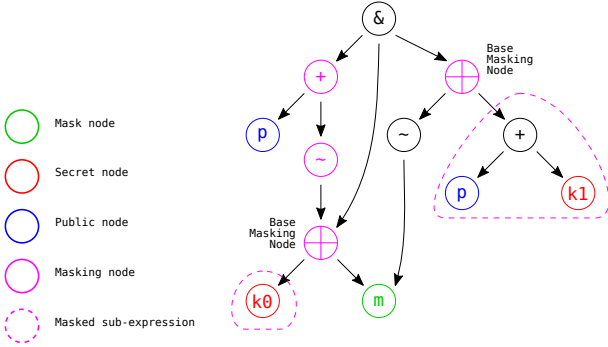 &
Base
Masking
Node
+
p
~
+
~
p
k1
Base
Masking
Node
k0
m
Mask node
Secret node
Public node
Masking node
Masked sub-expression